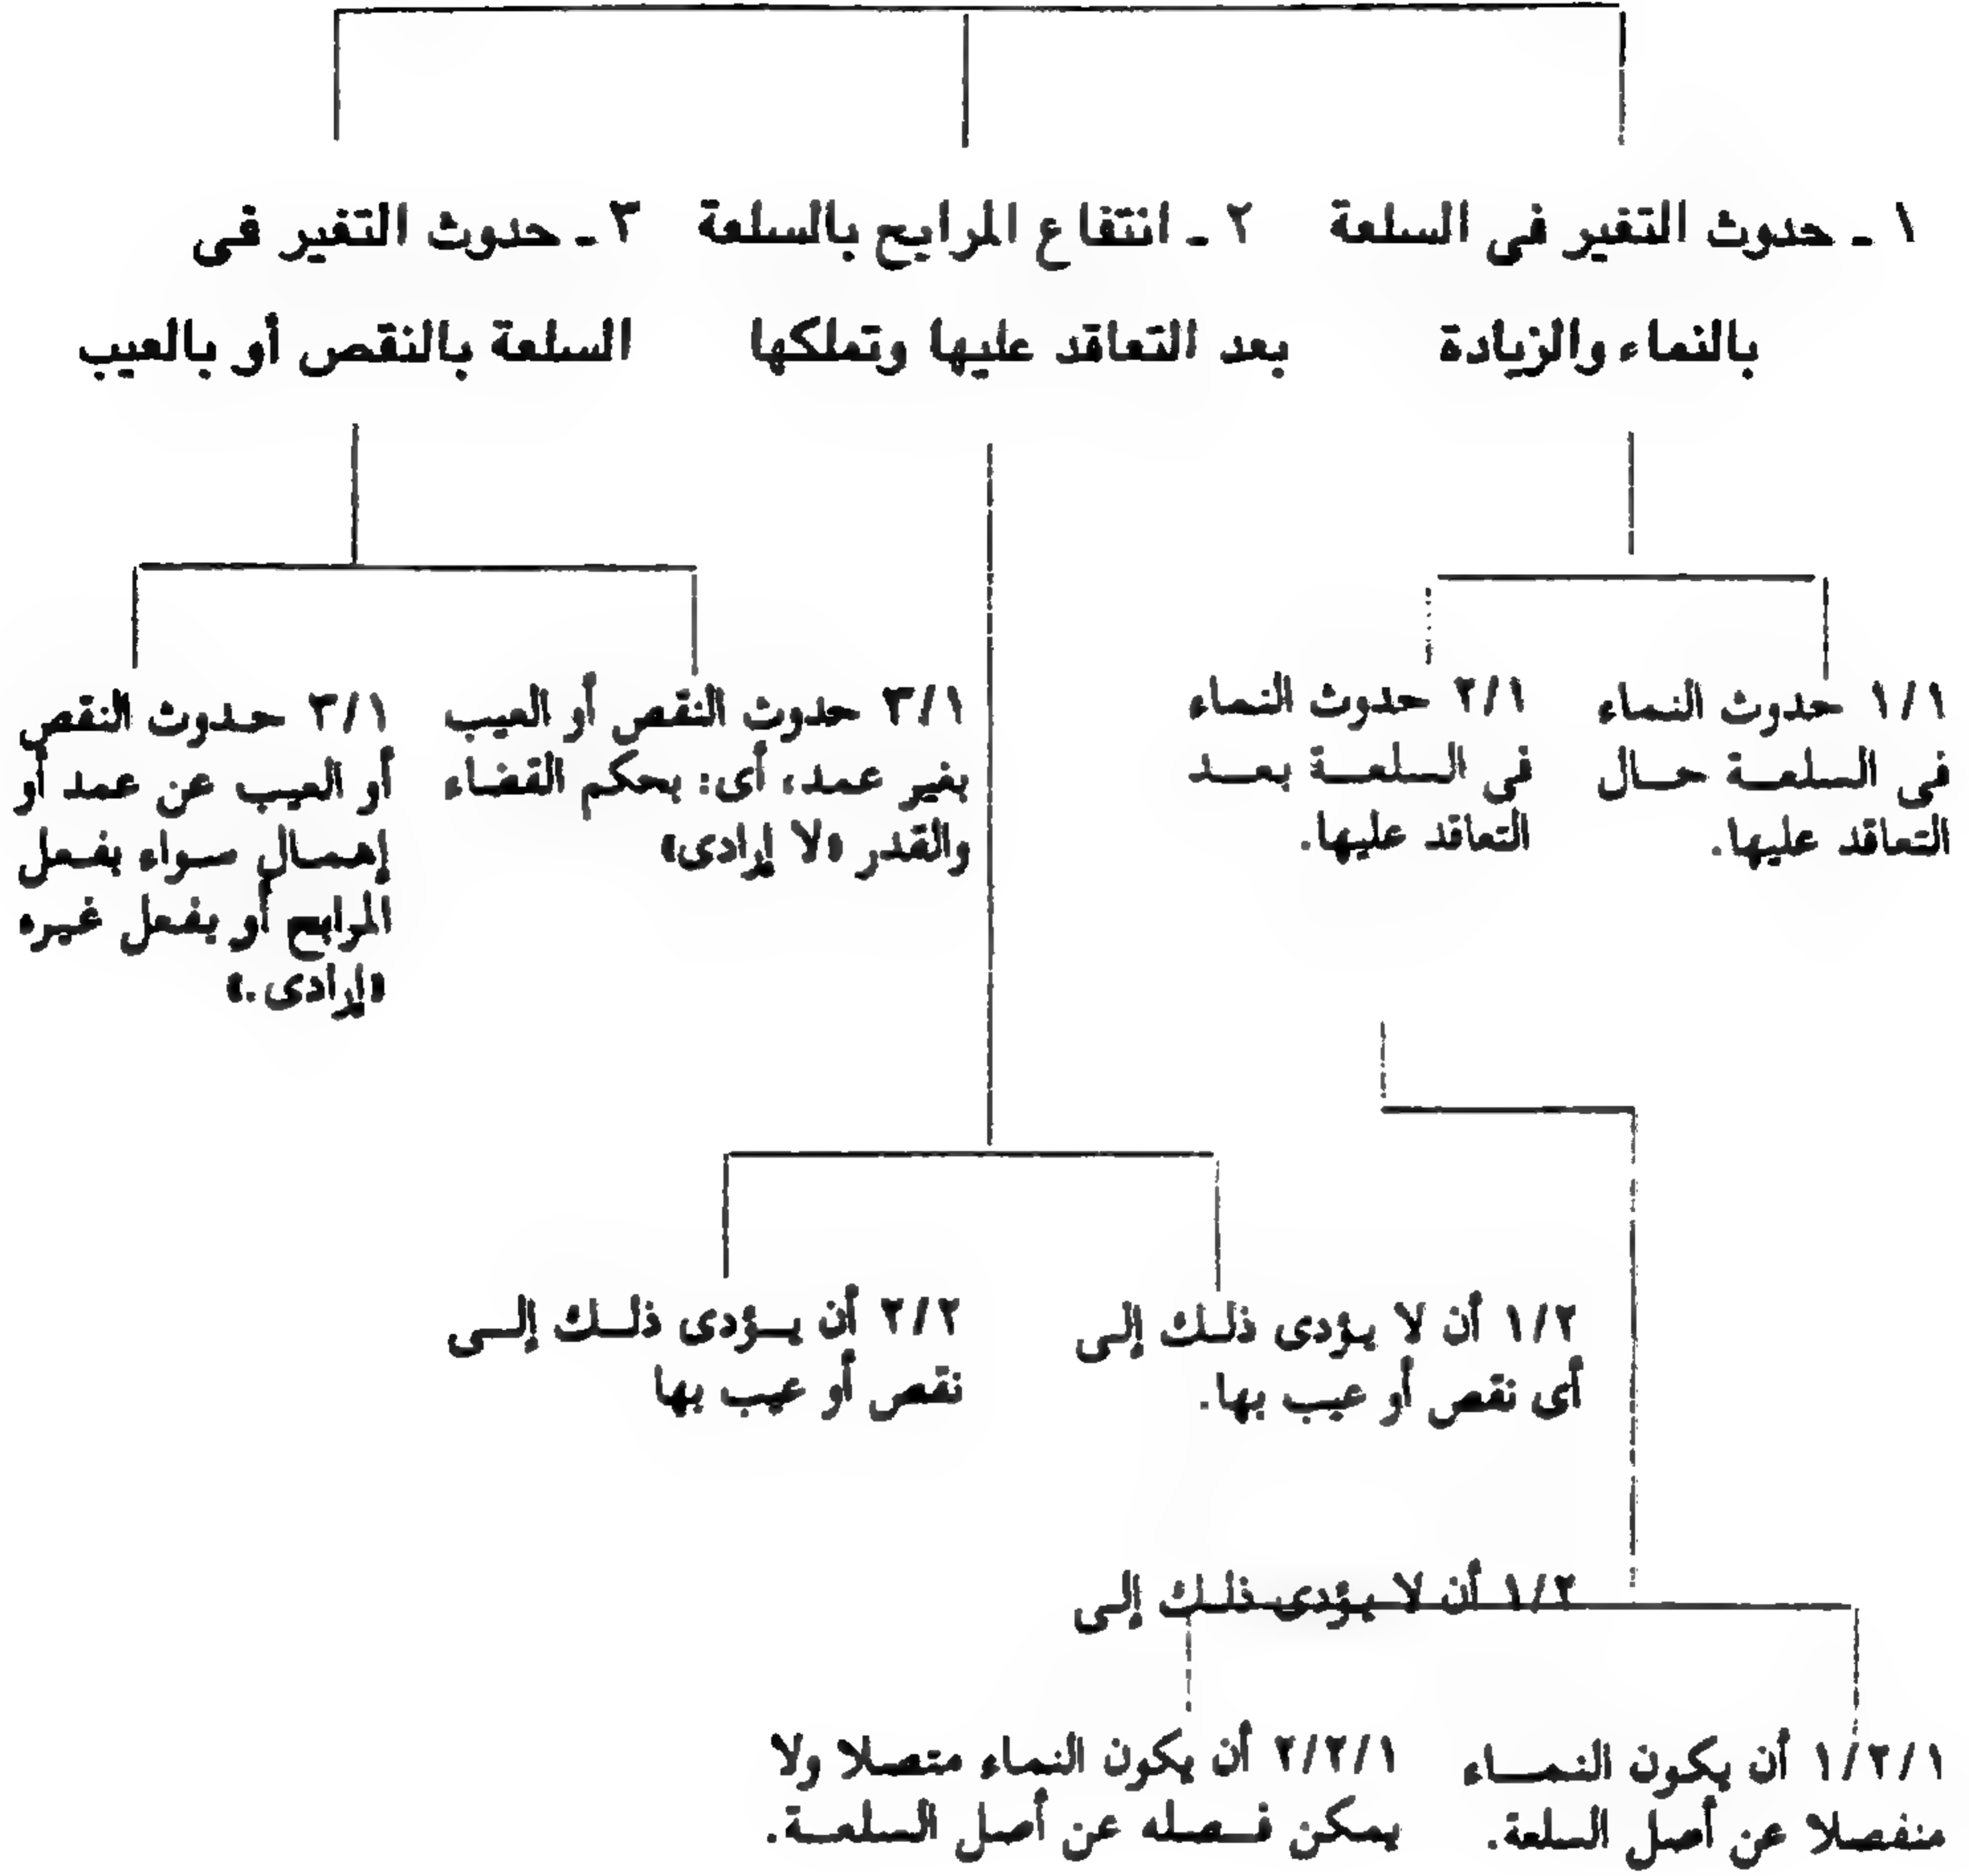 ١ ـ حدوث التغير فى السلعة
بالنماء والزيادة
٢ ـ انتفاع المرابح بالسلعة
بعد التعاقد عليها وتملكها
٣ ـ حدوث التغير فى
السلعة بالنقص أو بالعيب
١/١ حدوث النماء
فى السلعة حال
التعاقد عليها.
٢/١ حدوث النماء
فى السلعة بعد
التعاقد عليها.
٣/١ حدوث النقص أو العيب
بغير عمد، أى: بحكم القضاء
والقدر «لا إرادى»
٣/١ حدوث النقص
أو العيب عن عمد أو
إهمال سواء بفعل
المرابح أو بفعل غيره
«إرادى.»
١/٢ أن لا يؤدى ذلك إلى
أى نقص أو عيب بها.
٢/٢ أن يؤدى ذلك إلى
نقص أو عيب بها
١/٢ أن لا يؤدى ذلك إلى
١/٢/١ أن يكون النماء
منفصلا عن أصل السلعة.
٢/٢/١ أن يكون النماء متصلا ولا
يمكن فصله عن أصل السلعة.